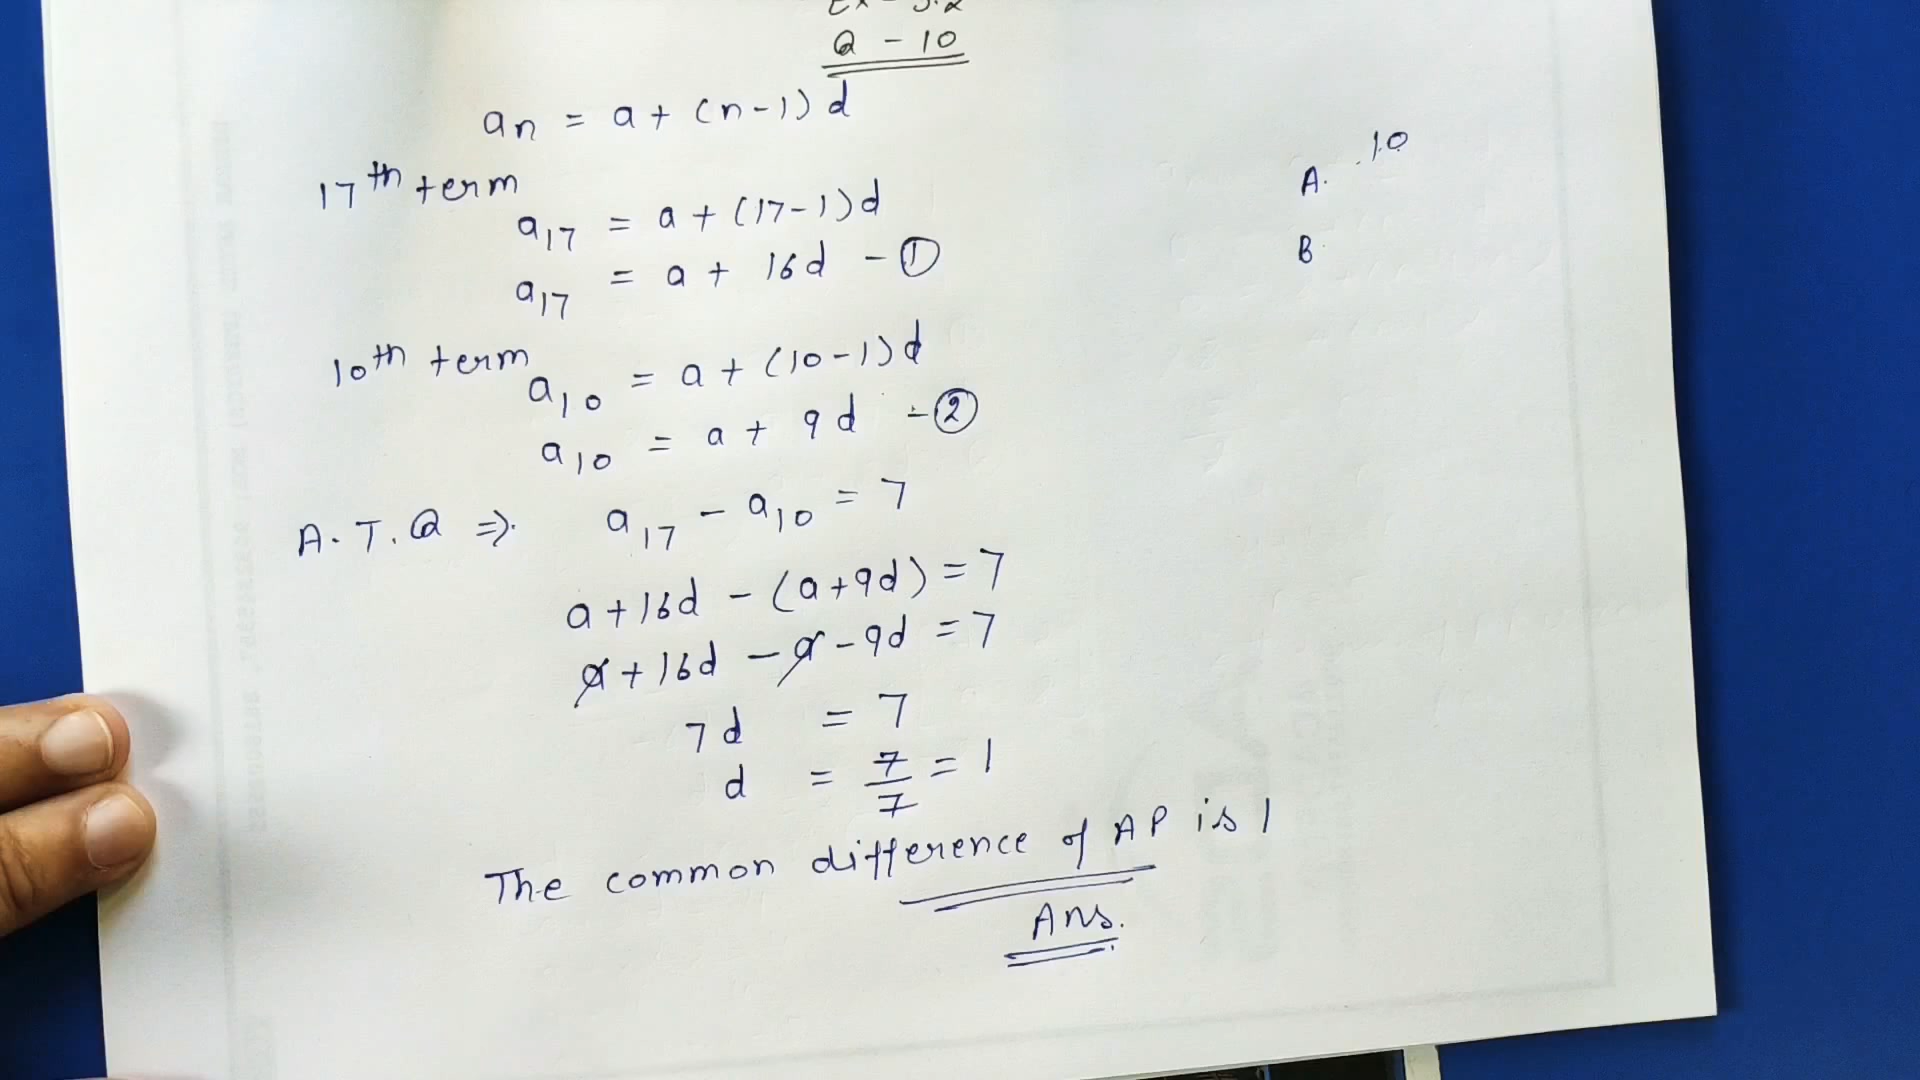 Q - 10
an = a + (n-1) d
17th term
a17 = a + (17-1)d
a17 = a + 16d - ①
10th term
a10 = a + (10-1)d
a10 = a + 9d - ②
A.T.Q ⇒ a17 - a10 = 7
a + 16d - (a+9d) = 7
a + 16d - a - 9d = 7
7d = 7
d = 7/7 = 1
The common difference of AP is 1
Ans.
A. 10
B